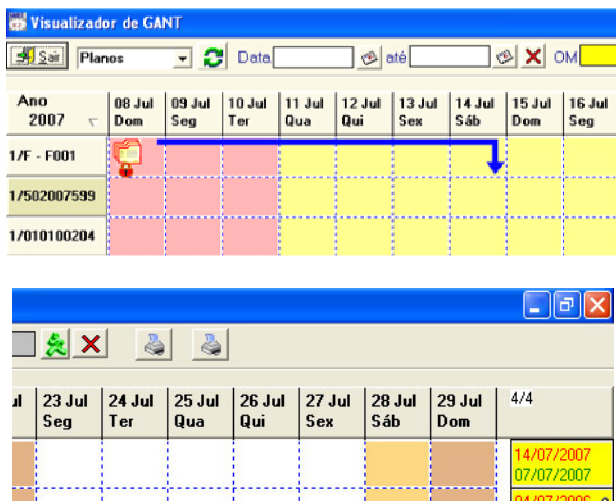 Visualizador de GANT
Sair Planos Data até OM
Ano 08 Jul 09 Jul 10 Jul 11 Jul 12 Jul 13 Jul 14 Jul 15 Jul 16 Jul
2007 Dom Seg Ter Qua Qui Sex Sáb Dom Seg
1/F - F001
1/502007599
1/010100204
23 Jul 24 Jul 25 Jul 26 Jul 27 Jul 28 Jul 29 Jul 4/4
Seg Ter Qua Qui Sex Sáb Dom
14/07/2007
07/07/2007